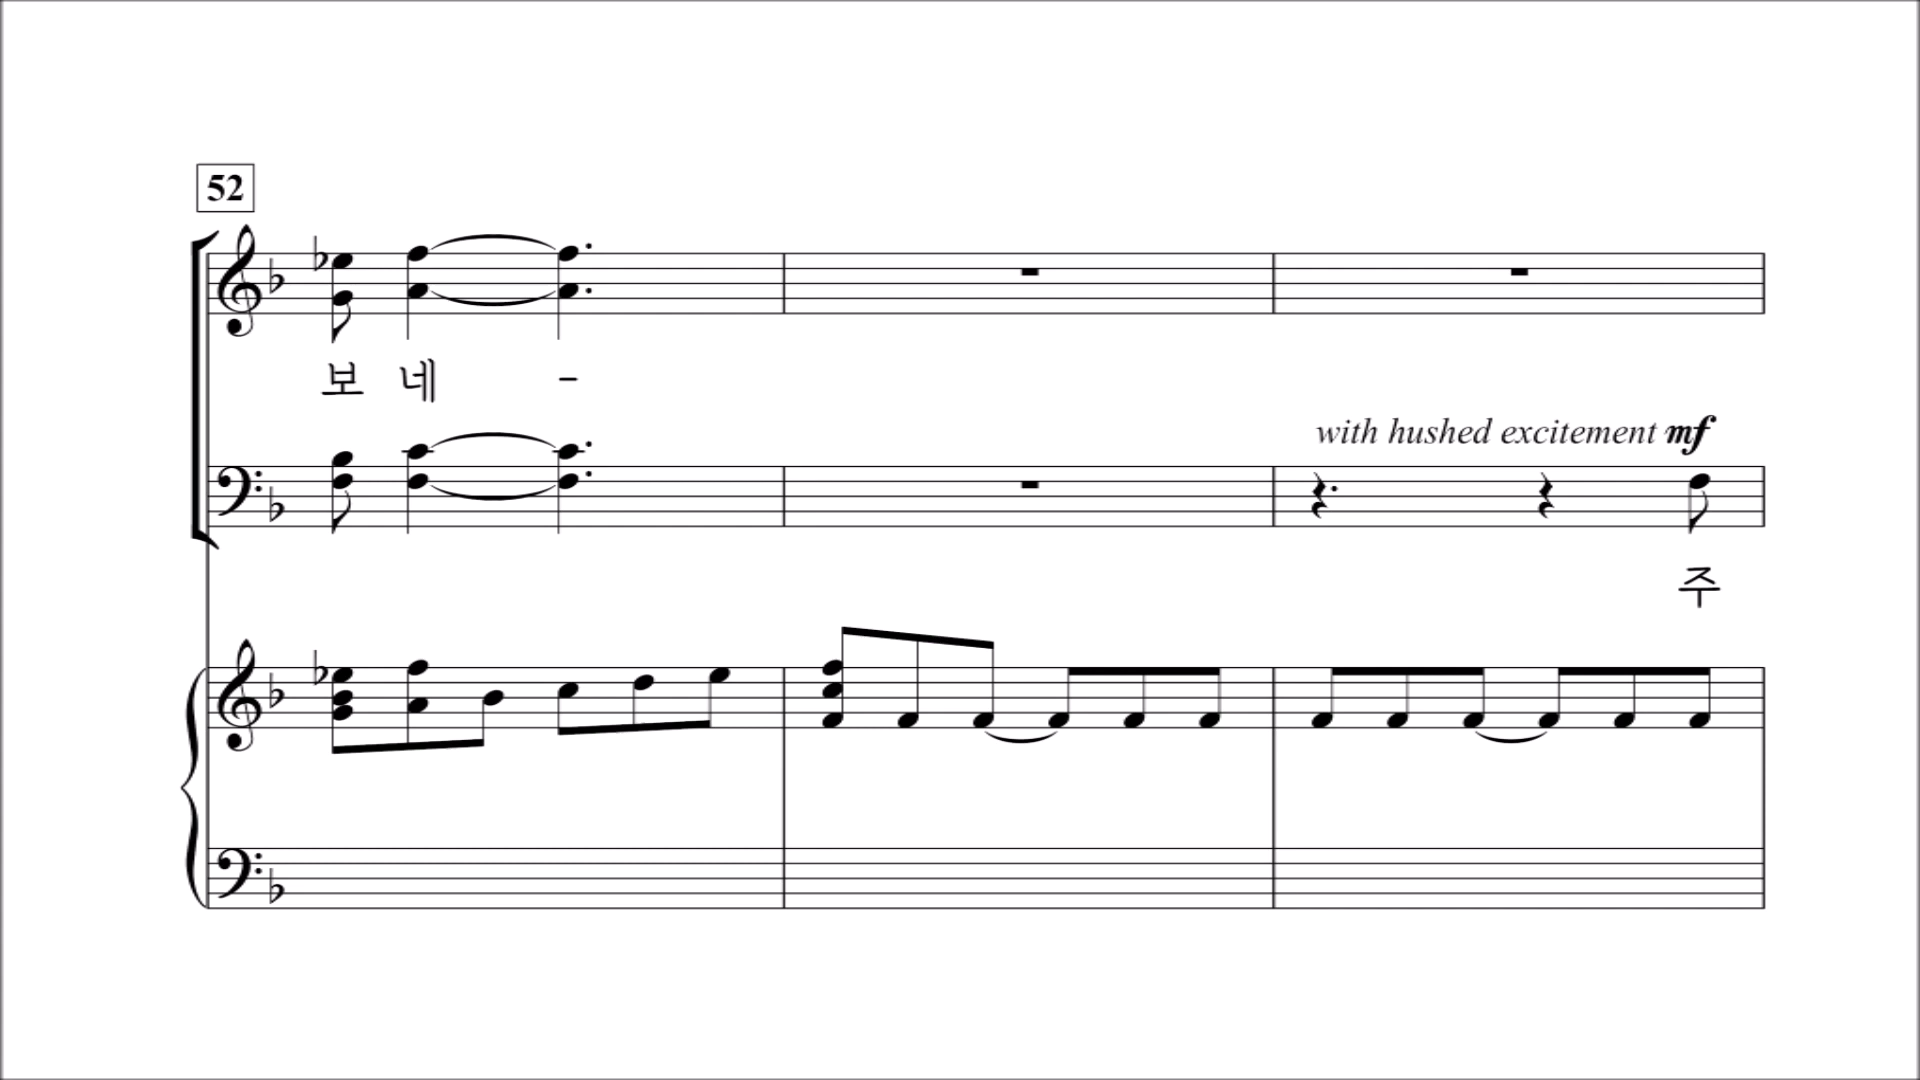 52
보 네 -
with hushed excitement mf
주